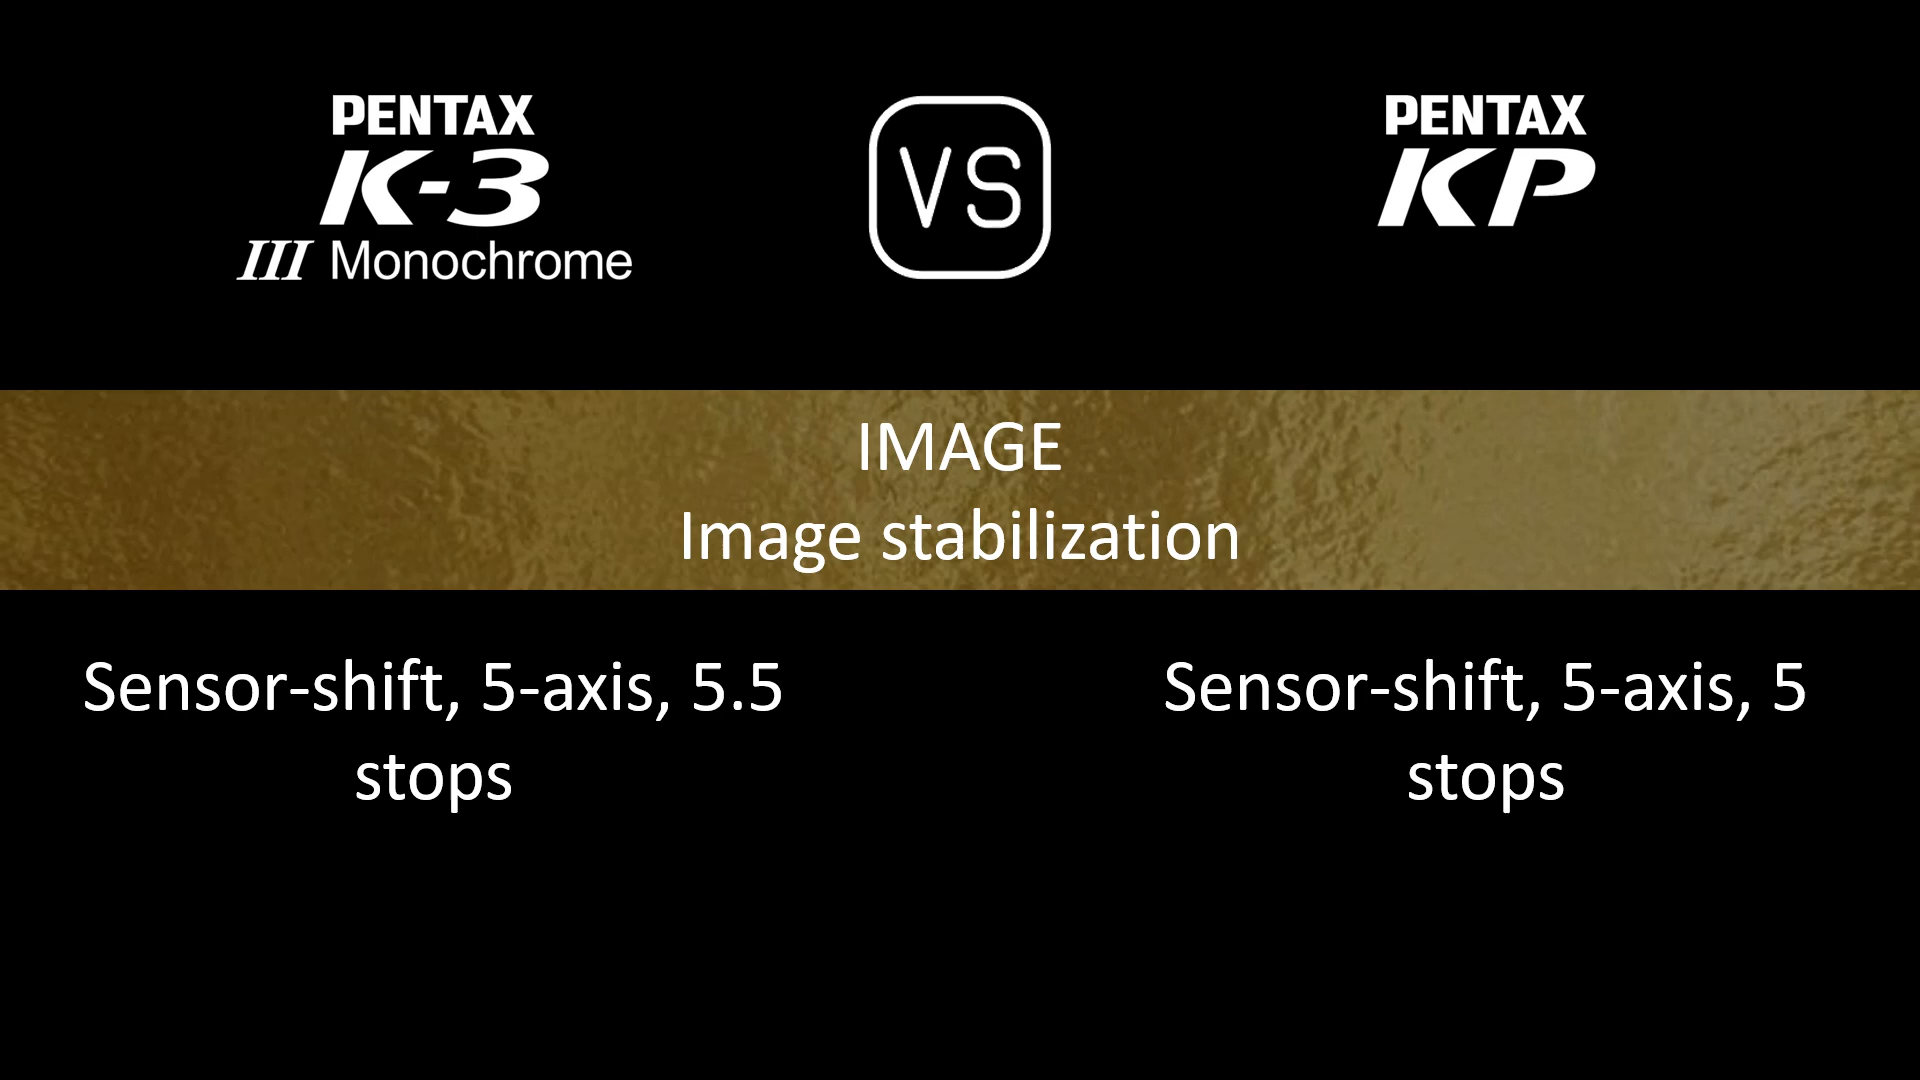 PENTAX
K-3
III Monochrome
VS
PENTAX
KP
IMAGE
Image stabilization
Sensor-shift, 5-axis, 5.5
stops
Sensor-shift, 5-axis, 5
stops